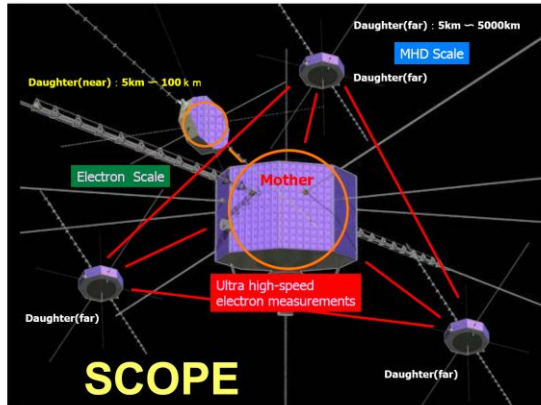 Daughter(far) : 5km ∼ 5000km
MHD Scale
Daughter(far)
Daughter(near) : 5km ∼ 100ｋｍ
Electron Scale
Mother
Ultra high-speed
electron measurements
Daughter(far)
Daughter(far)
SCOPE